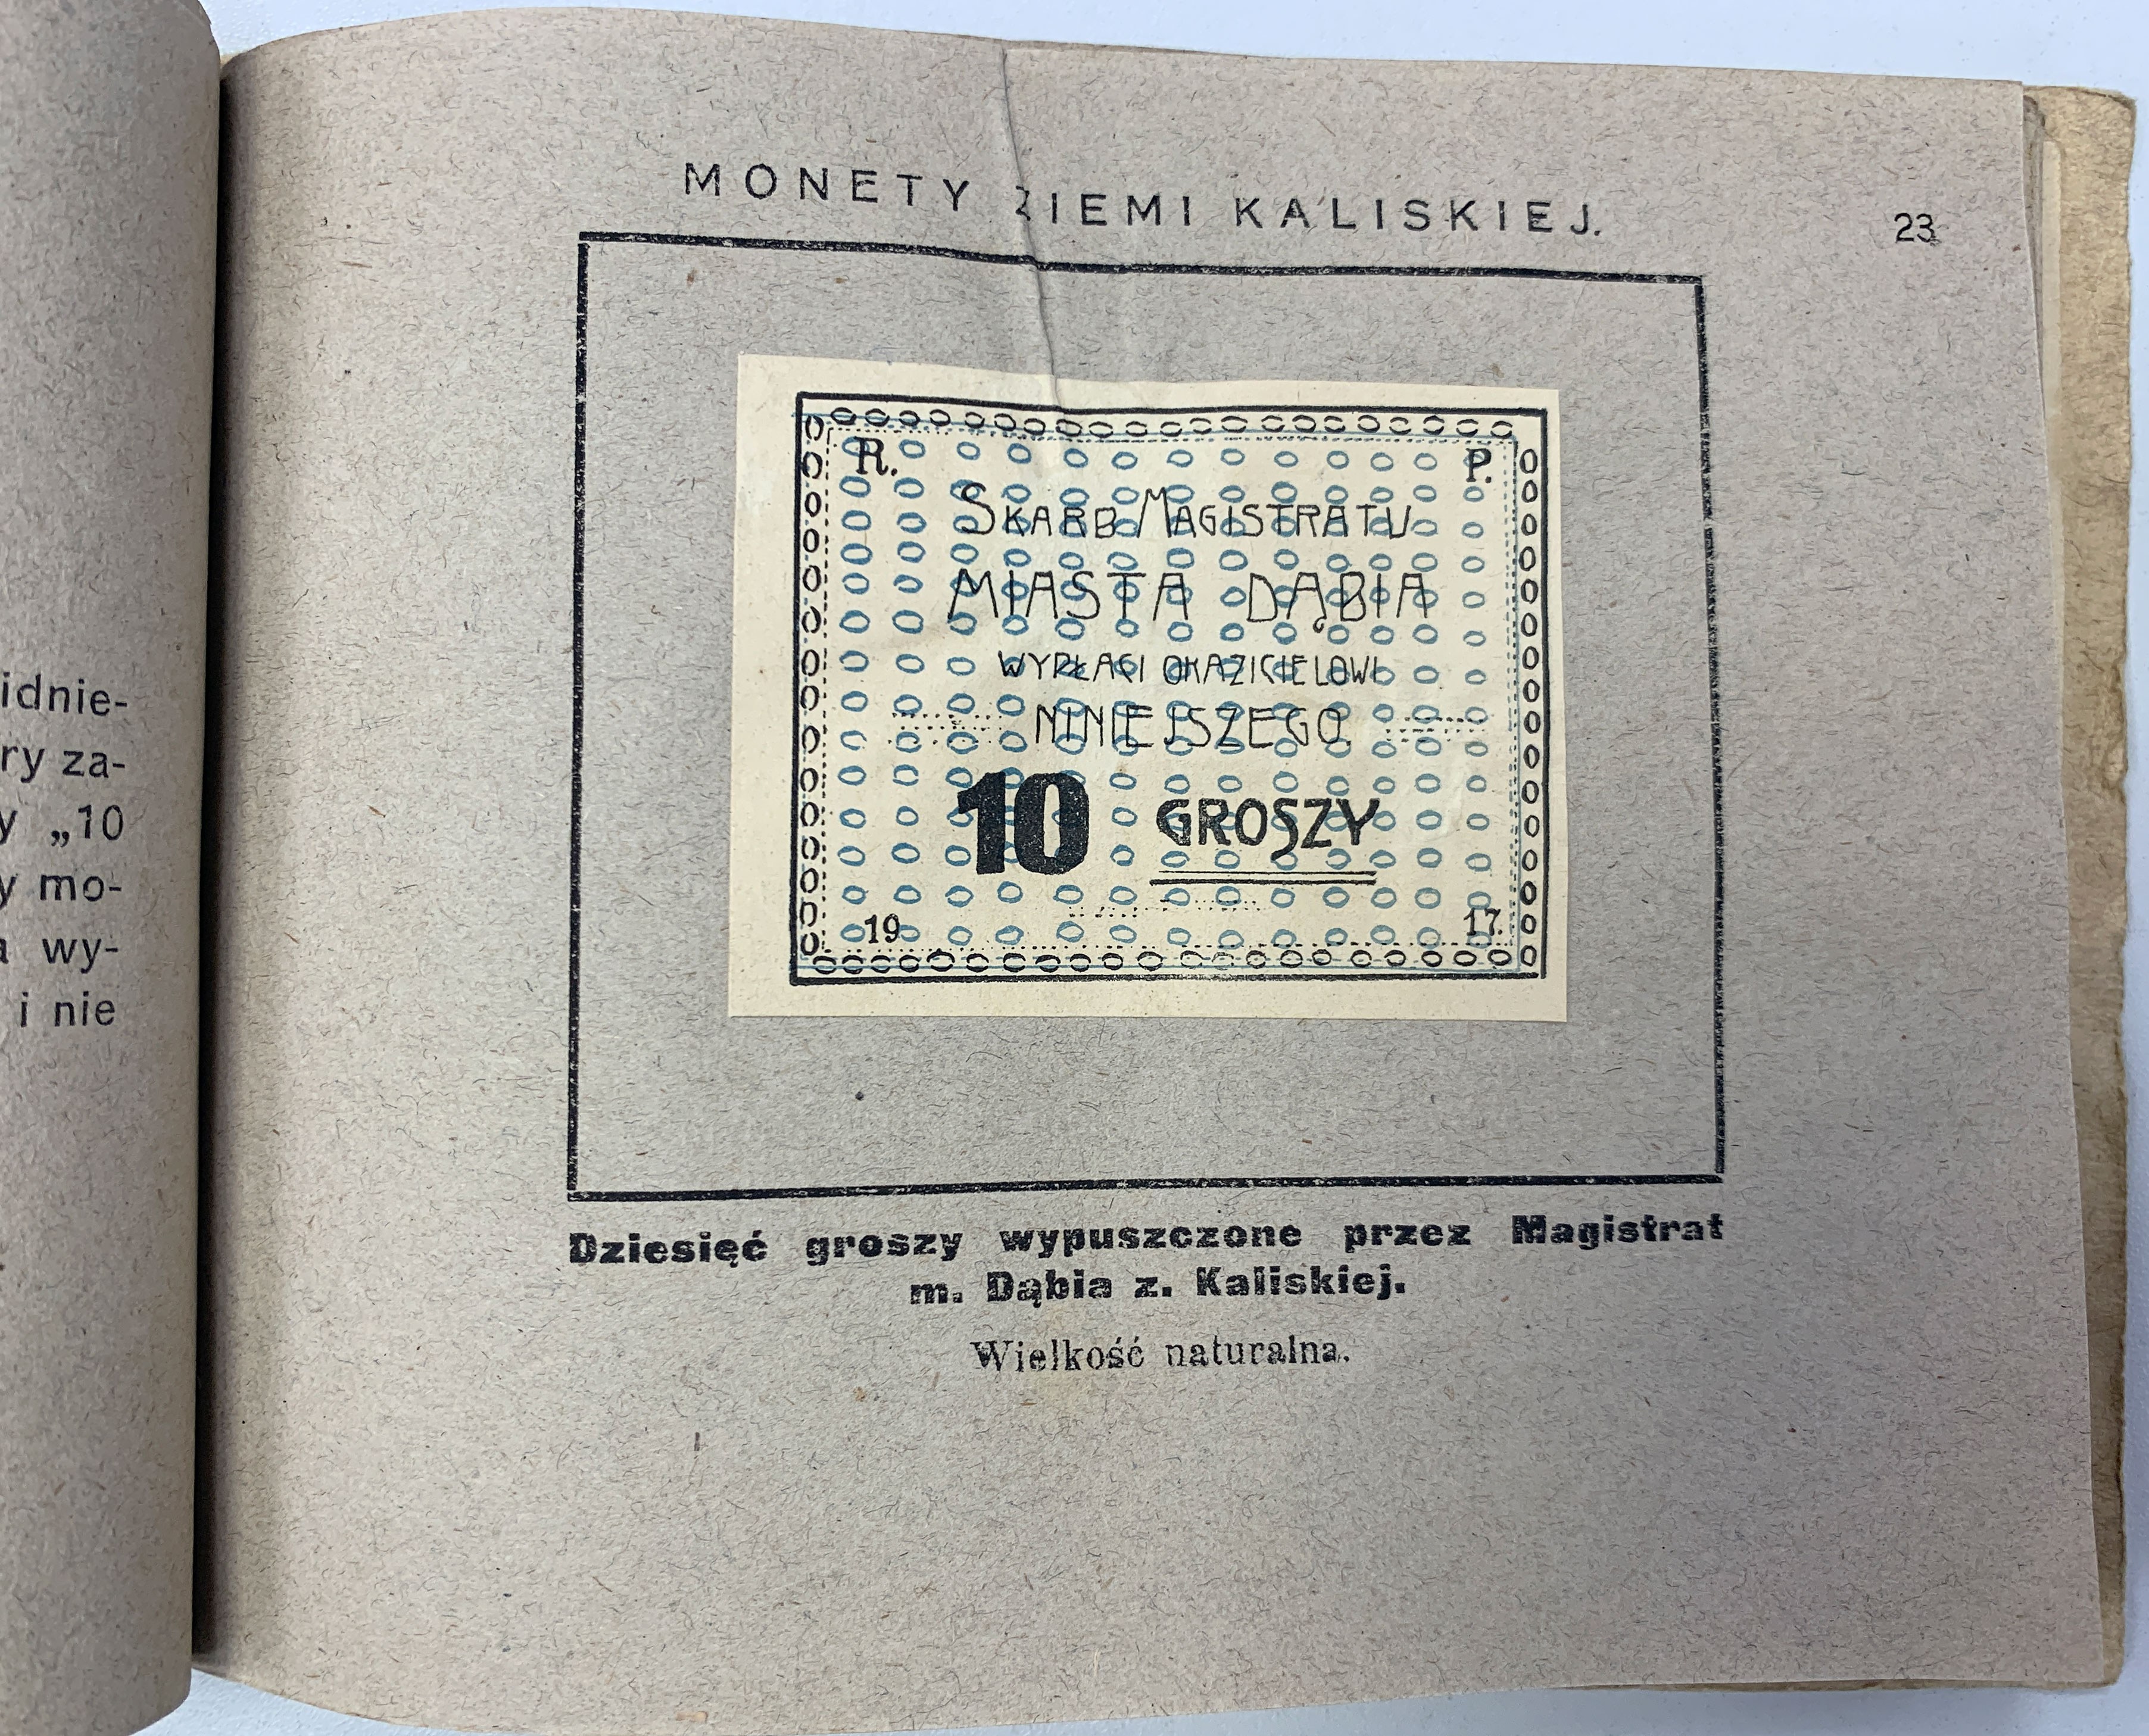 idnie-
ry za-
y „10
y mo-
a wy-
i nie
MONETY ZIEMI KALISKIEJ.
23
R. P.
SKARB MAGISTRATU
MIASTA DĄBIA
WYPŁACI OKAZICIELOWI
NINIEJSZEGO
10 GROSZY
19 17.
Dziesięć groszy wypuszczone przez Magistrat
m. Dąbia z. Kaliskiej.
Wielkość naturalna.